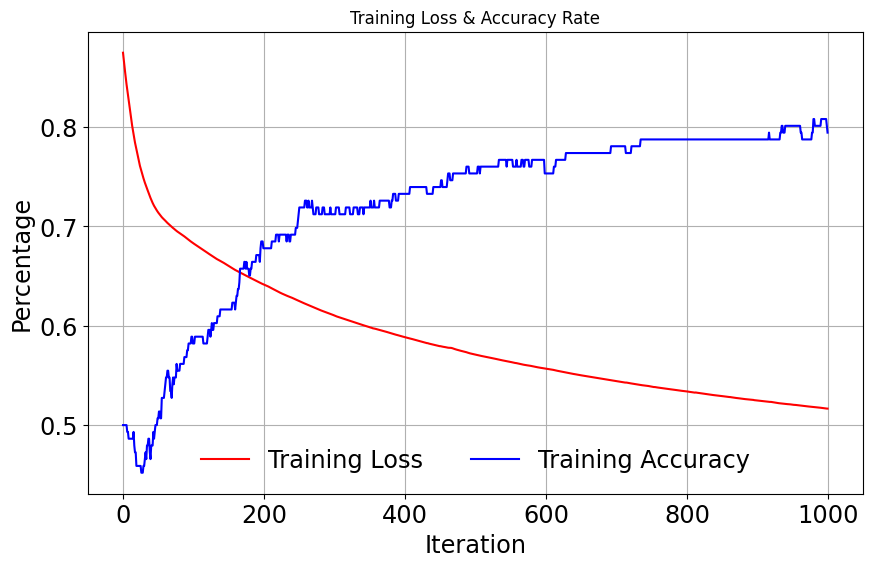 Training Loss & Accuracy Rate
Percentage
0.8
0.7
0.6
0.5
Training Loss
Training Accuracy
0 200 400 600 800 1000
Iteration